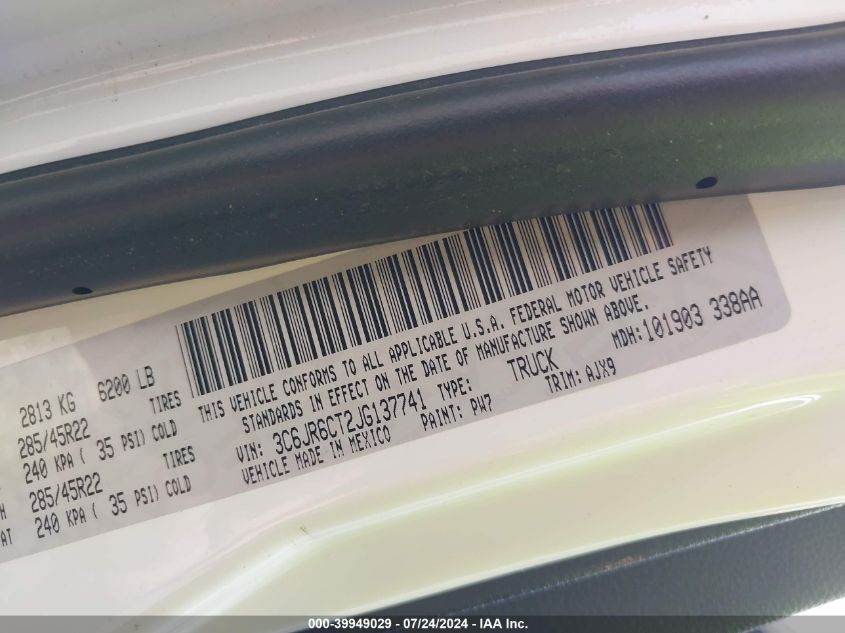 2813 KG 6200 LB
285/45R22 TIRES
240 KPA ( 35 PSI) COLD
285/45R22 TIRES
240 KPA ( 35 PSI) COLD
H
AT
THIS VEHICLE CONFORMS TO ALL APPLICABLE U.S.A. FEDERAL MOTOR VEHICLE SAFETY
STANDARDS IN EFFECT ON THE DATE OF MANUFACTURE SHOWN ABOVE.
VIN: 3C6JR6CT2JG137741 TYPE: TRUCK MDH:101903 338AA
VEHICLE MADE IN MEXICO PAINT: PW7 TRIM: AJX9
000-39949029 - 07/24/2024 - IAA Inc.